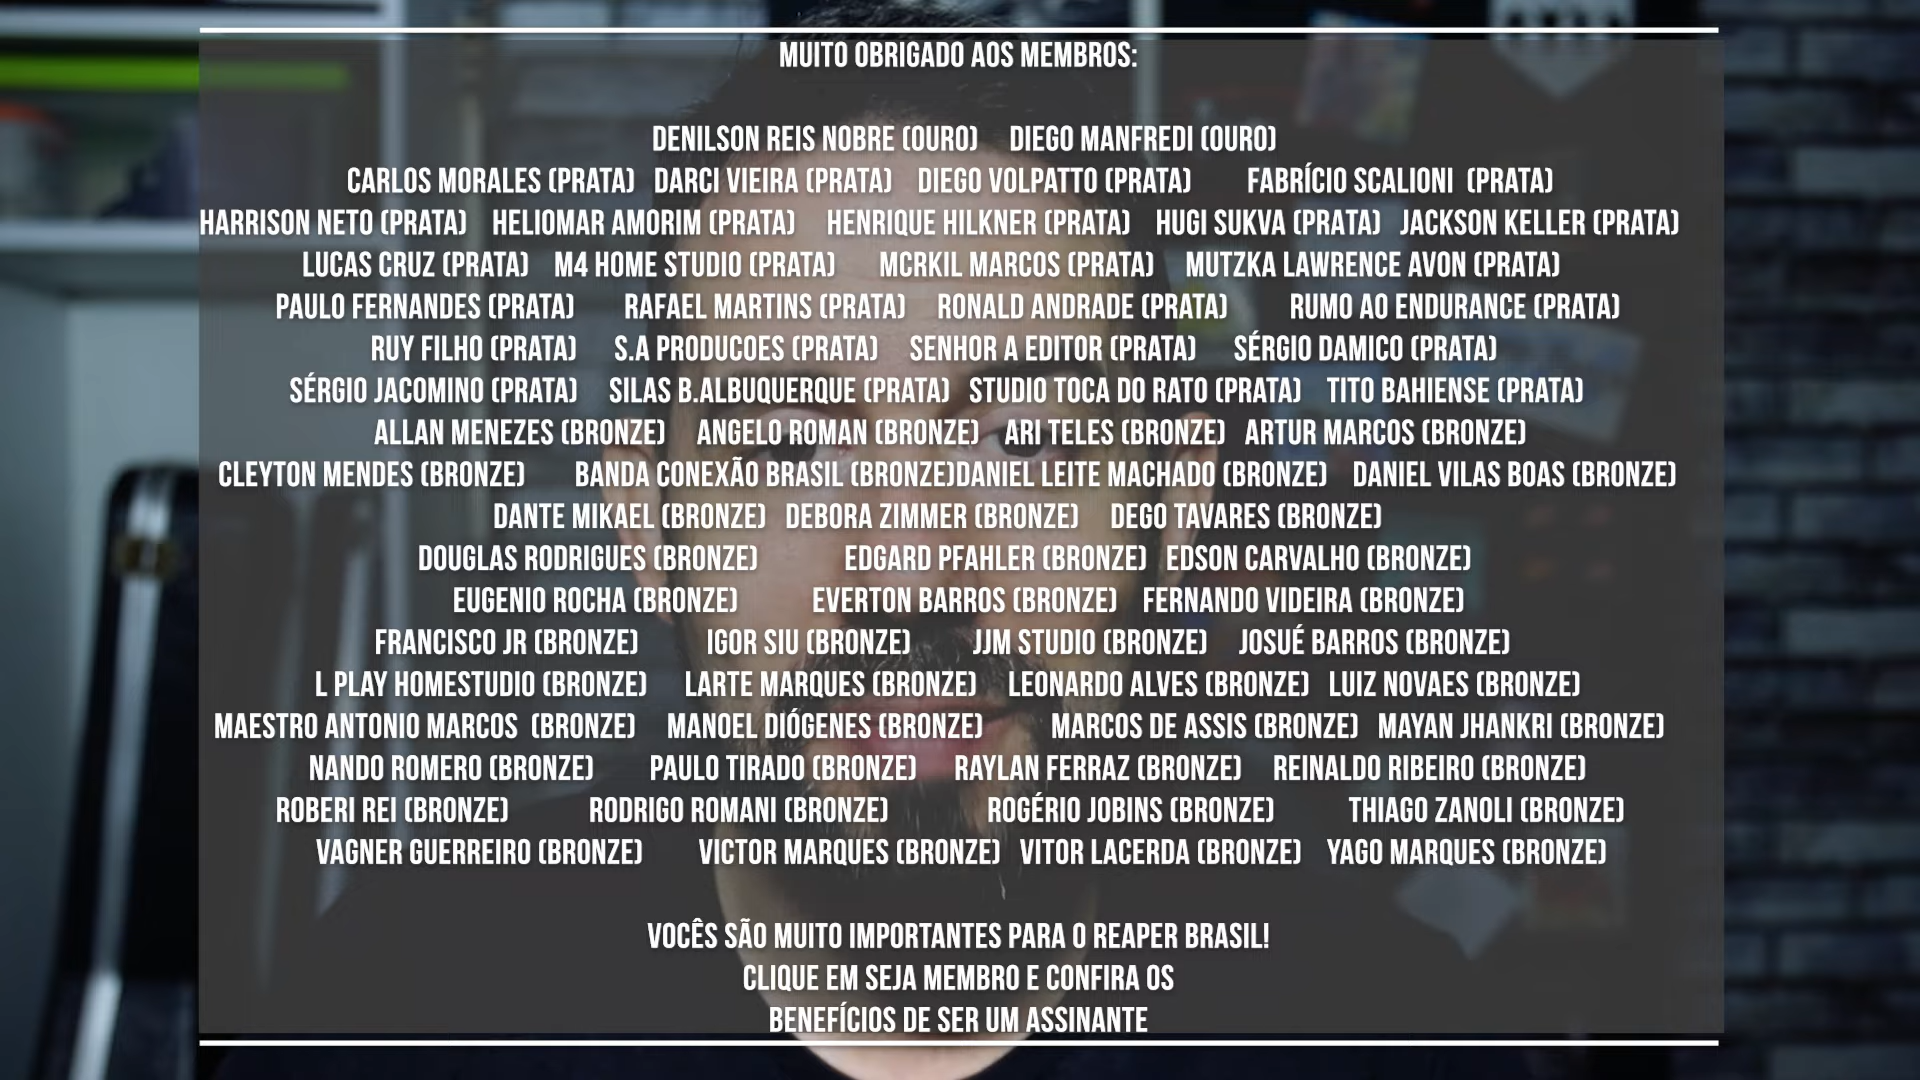 MUITO OBRIGADO AOS MEMBROS:
DENILSON REIS NOBRE (OURO) DIEGO MANFREDI (OURO)
CARLOS MORALES (PRATA) DARCI VIEIRA (PRATA) DIEGO VOLPATTO (PRATA) FABRÍCIO SCALIONI (PRATA)
HARRISON NETO (PRATA) HELIOMAR AMORIM (PRATA) HENRIQUE HILKNER (PRATA) HUGI SUKVA (PRATA) JACKSON KELLER (PRATA)
LUCAS CRUZ (PRATA) M4 HOME STUDIO (PRATA) MCRKIL MARCOS (PRATA) MUTZKA LAWRENCE AVON (PRATA)
PAULO FERNANDES (PRATA) RAFAEL MARTINS (PRATA) RONALD ANDRADE (PRATA) RUMO AO ENDURANCE (PRATA)
RUY FILHO (PRATA) S.A PRODUCOES (PRATA) SENHOR A EDITOR (PRATA) SÉRGIO DAMICO (PRATA)
SÉRGIO JACOMINO (PRATA) SILAS B.ALBUQUERQUE (PRATA) STUDIO TOCA DO RATO (PRATA) TITO BAHIENSE (PRATA)
ALLAN MENEZES (BRONZE) ANGELO ROMAN (BRONZE) ARI TELES (BRONZE) ARTUR MARCOS (BRONZE)
CLEYTON MENDES (BRONZE) BANDA CONEXÃO BRASIL (BRONZE)DANIEL LEITE MACHADO (BRONZE) DANIEL VILAS BOAS (BRONZE)
DANTE MIKAEL (BRONZE) DEBORA ZIMMER (BRONZE) DEGO TAVARES (BRONZE)
DOUGLAS RODRIGUES (BRONZE) EDGARD PFAHLER (BRONZE) EDSON CARVALHO (BRONZE)
EUGENIO ROCHA (BRONZE) EVERTON BARROS (BRONZE) FERNANDO VIDEIRA (BRONZE)
FRANCISCO JR (BRONZE) IGOR SIU (BRONZE) JJM STUDIO (BRONZE) JOSUÉ BARROS (BRONZE)
L PLAY HOMESTUDIO (BRONZE) LARTE MARQUES (BRONZE) LEONARDO ALVES (BRONZE) LUIZ NOVAES (BRONZE)
MAESTRO ANTONIO MARCOS (BRONZE) MANOEL DIÓGENES (BRONZE) MARCOS DE ASSIS (BRONZE) MAYAN JHANKRI (BRONZE)
NANDO ROMERO (BRONZE) PAULO TIRADO (BRONZE) RAYLAN FERRAZ (BRONZE) REINALDO RIBEIRO (BRONZE)
ROBERI REI (BRONZE) RODRIGO ROMANI (BRONZE) ROGÉRIO JOBINS (BRONZE) THIAGO ZANOLI (BRONZE)
VAGNER GUERREIRO (BRONZE) VICTOR MARQUES (BRONZE) VITOR LACERDA (BRONZE) YAGO MARQUES (BRONZE)
VOCÊS SÃO MUITO IMPORTANTES PARA O REAPER BRASIL!
CLIQUE EM SEJA MEMBRO E CONFIRA OS
BENEFÍCIOS DE SER UM ASSINANTE